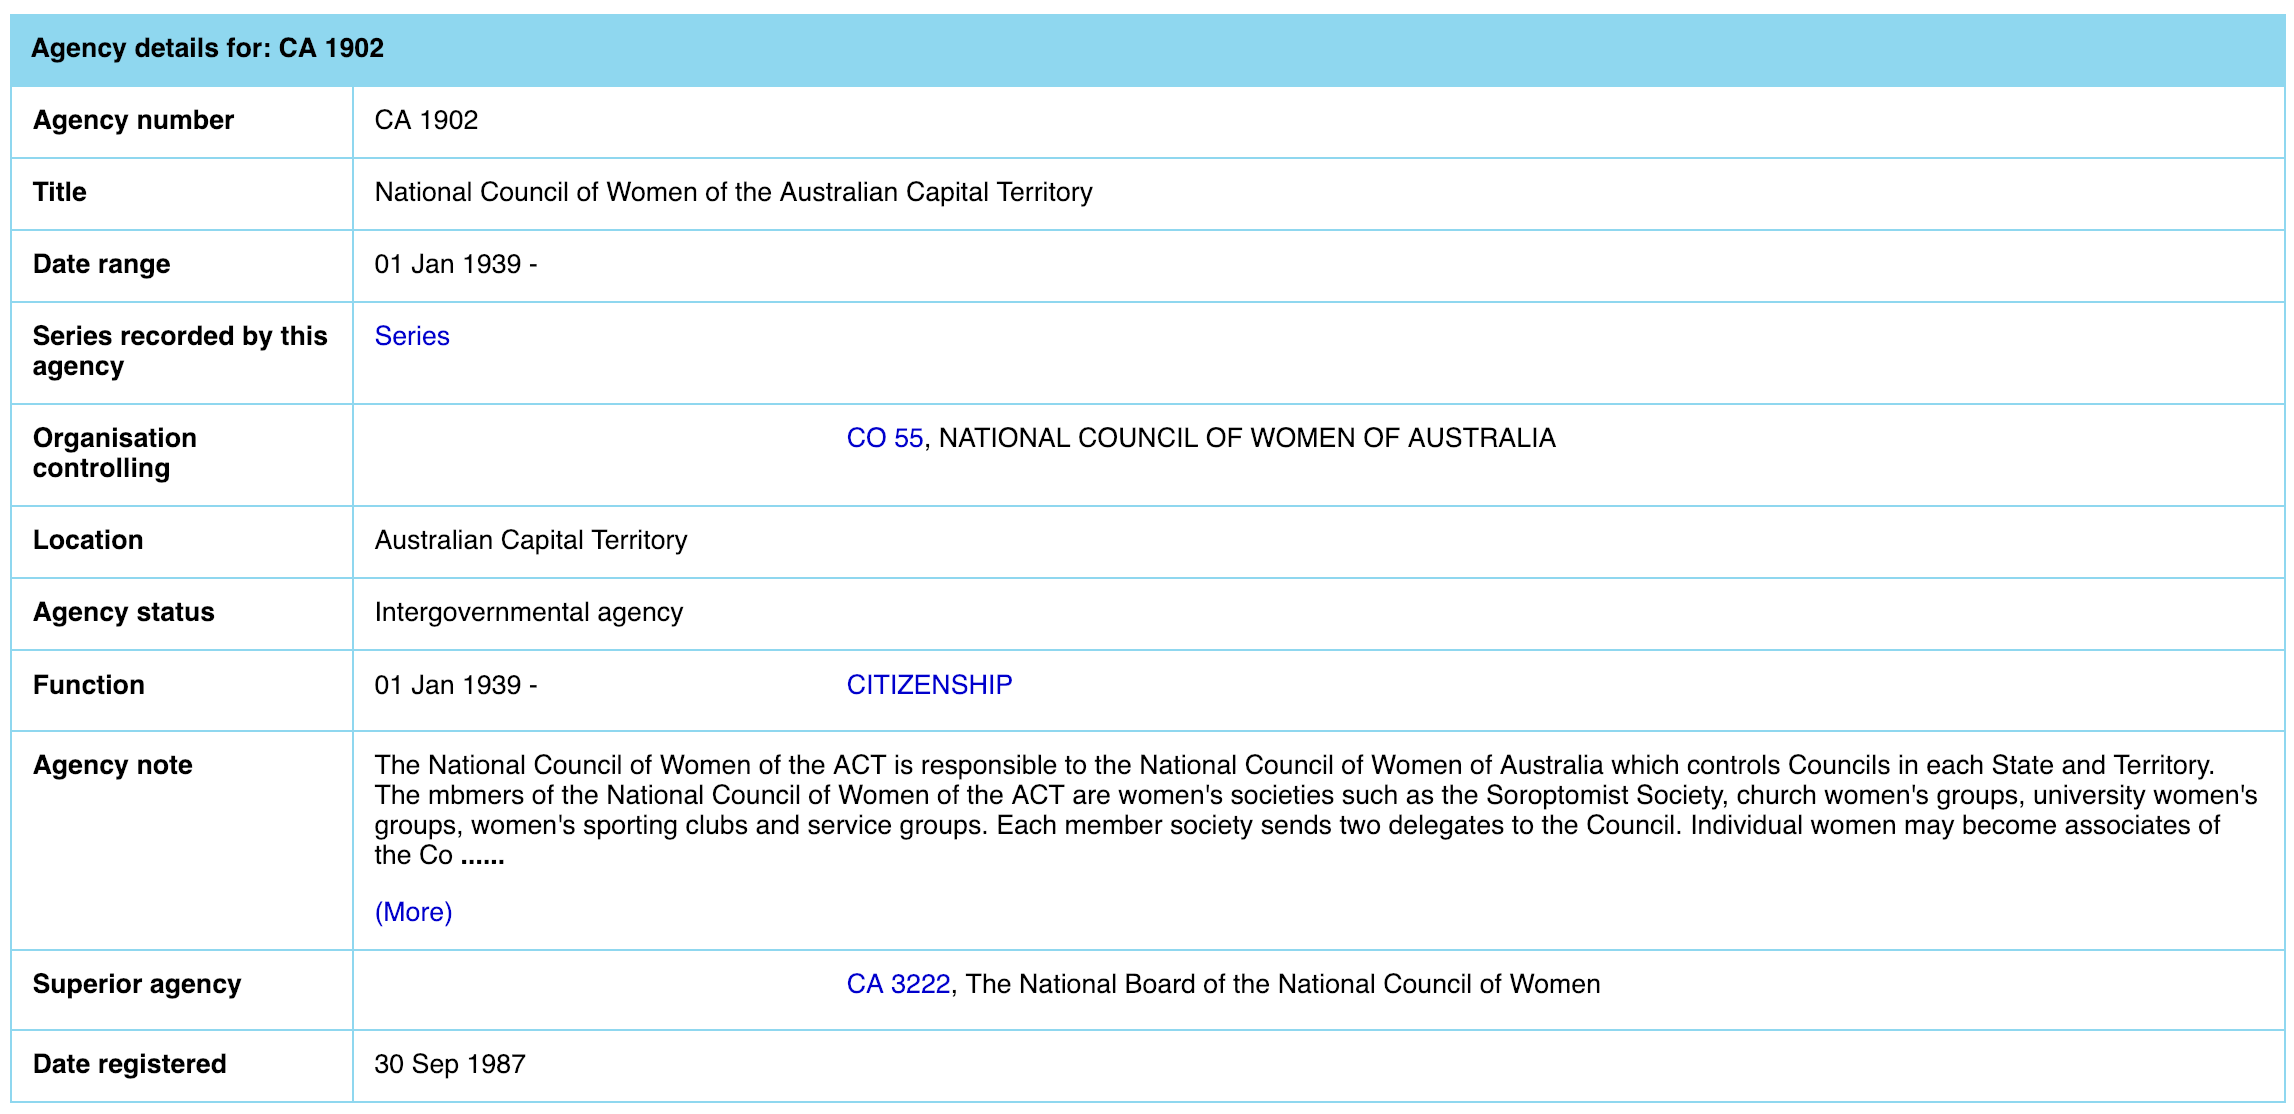 Agency details for: CA 1902
Agency number CA 1902
Title National Council of Women of the Australian Capital Territory
Date range 01 Jan 1939 -
Series recorded by this Series
agency
Organisation CO 55, NATIONAL COUNCIL OF WOMEN OF AUSTRALIA
controlling
Location Australian Capital Territory
Agency status Intergovernmental agency
Function 01 Jan 1939 - CITIZENSHIP
Agency note The National Council of Women of the ACT is responsible to the National Council of Women of Australia which controls Councils in each State and Territory.
The mbmers of the National Council of Women of the ACT are women's societies such as the Soroptomist Society, church women's groups, university women's
groups, women's sporting clubs and service groups. Each member society sends two delegates to the Council. Individual women may become associates of
the Co ......
(More)
Superior agency CA 3222, The National Board of the National Council of Women
Date registered 30 Sep 1987